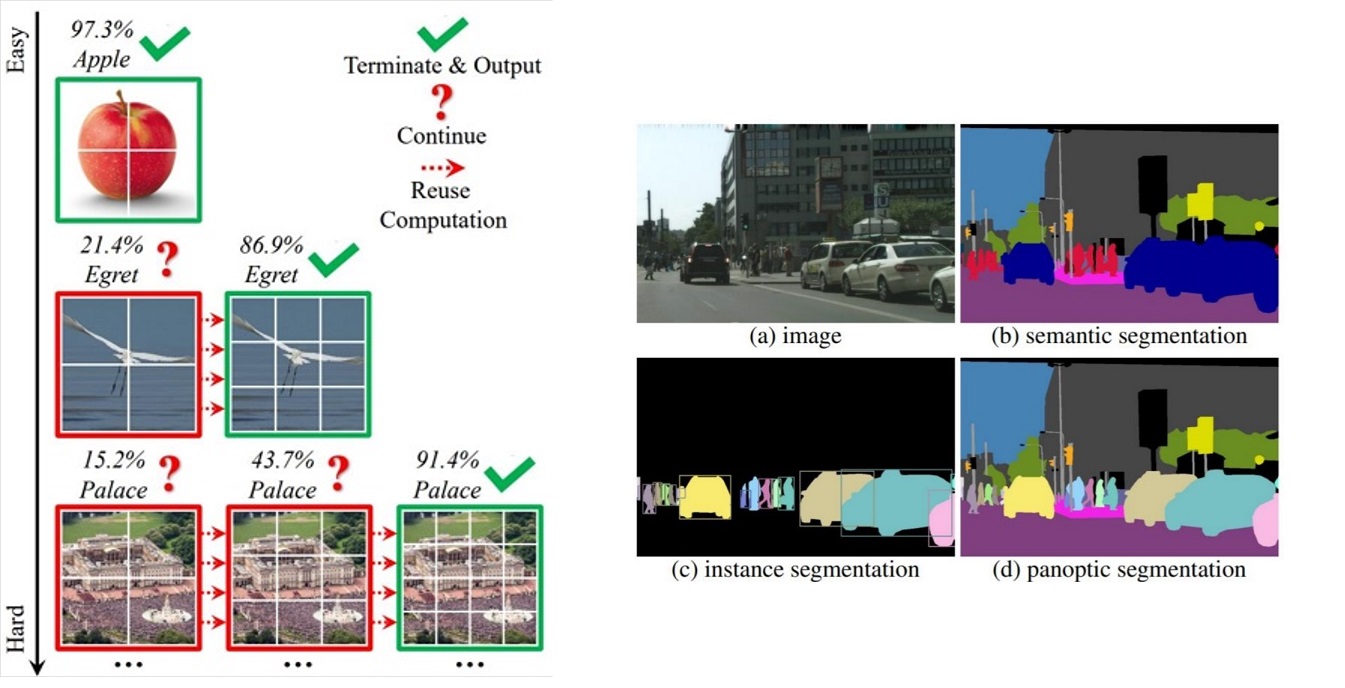 Easy
97.3%
Apple
Terminate & Output
?
Continue
Reuse
Computation
21.4%
Egret
?
86.9%
Egret
15.2%
Palace
?
43.7%
Palace
?
91.4%
Palace
Hard
...
...
...
(a) image
(b) semantic segmentation
(c) instance segmentation
(d) panoptic segmentation